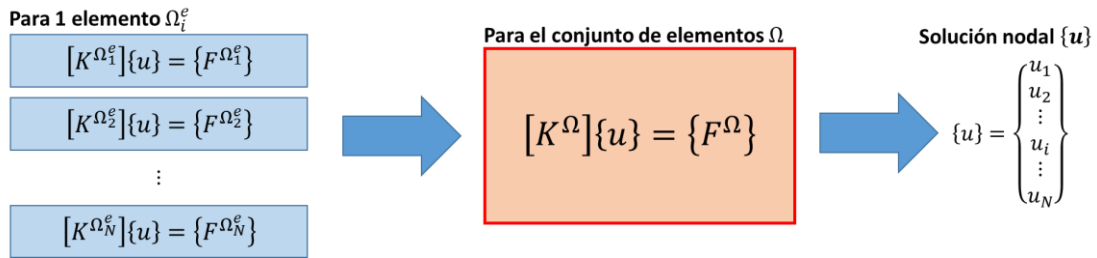 Para 1 elemento Ω_i^e
[K^{Ω_1^e}]{u} = {F^{Ω_1^e}}
[K^{Ω_2^e}]{u} = {F^{Ω_2^e}}
⋮
[K^{Ω_N^e}]{u} = {F^{Ω_N^e}}
Para el conjunto de elementos Ω
[K^Ω]{u} = {F^Ω}
Solución nodal {u}
{u} = {
u_1
u_2
⋮
u_i
⋮
u_N
}